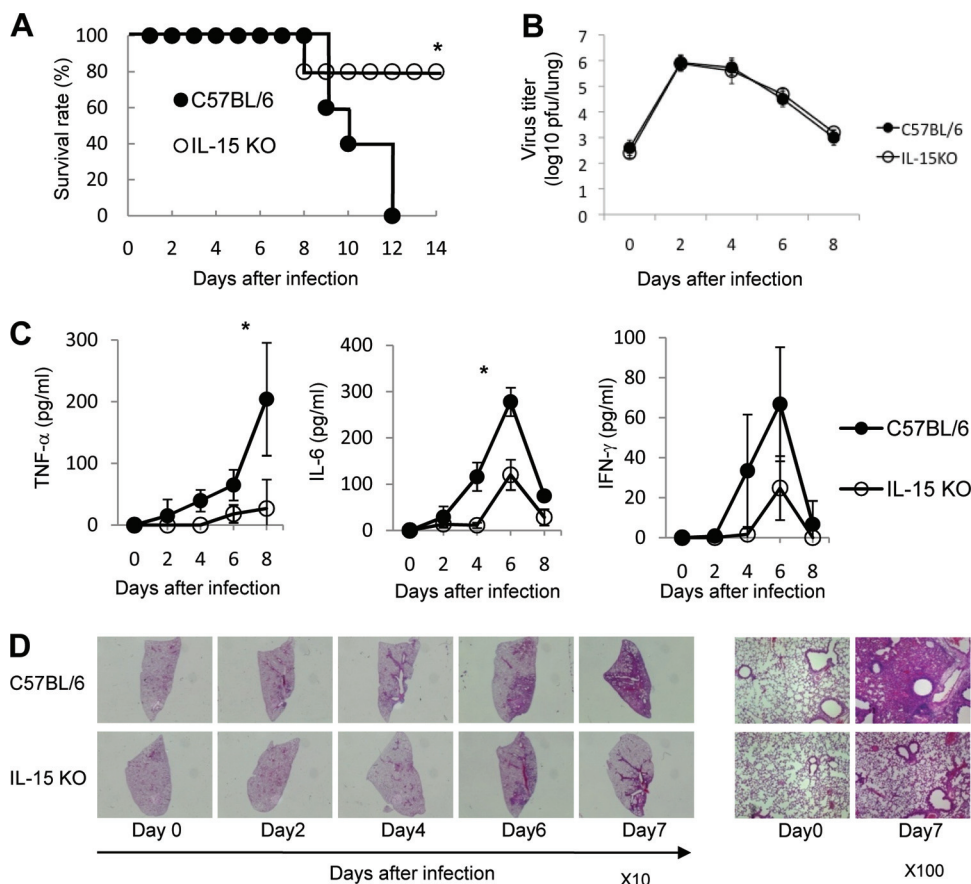 A
Survival rate (%)
100
80
60
40
20
0
C57BL/6
IL-15 KO
*
0 2 4 6 8 10 12 14
Days after infection
B
Virus titer
(log10 pfu/lung)
7
6
5
4
3
2
1
0
0 2 4 6 8
Days after infection
C57BL/6
IL-15KO
C
TNF-α (pg/ml)
300
200
100
0
*
0 2 4 6 8
Days after infection
IL-6 (pg/ml)
400
300
200
100
0
*
0 2 4 6 8
Days after infection
IFN-γ (pg/ml)
100
80
60
40
20
0
0 2 4 6 8
Days after infection
C57BL/6
IL-15 KO
D
C57BL/6
IL-15 KO
Day 0 Day2 Day4 Day6 Day7
Days after infection
X10
Day0 Day7
X100